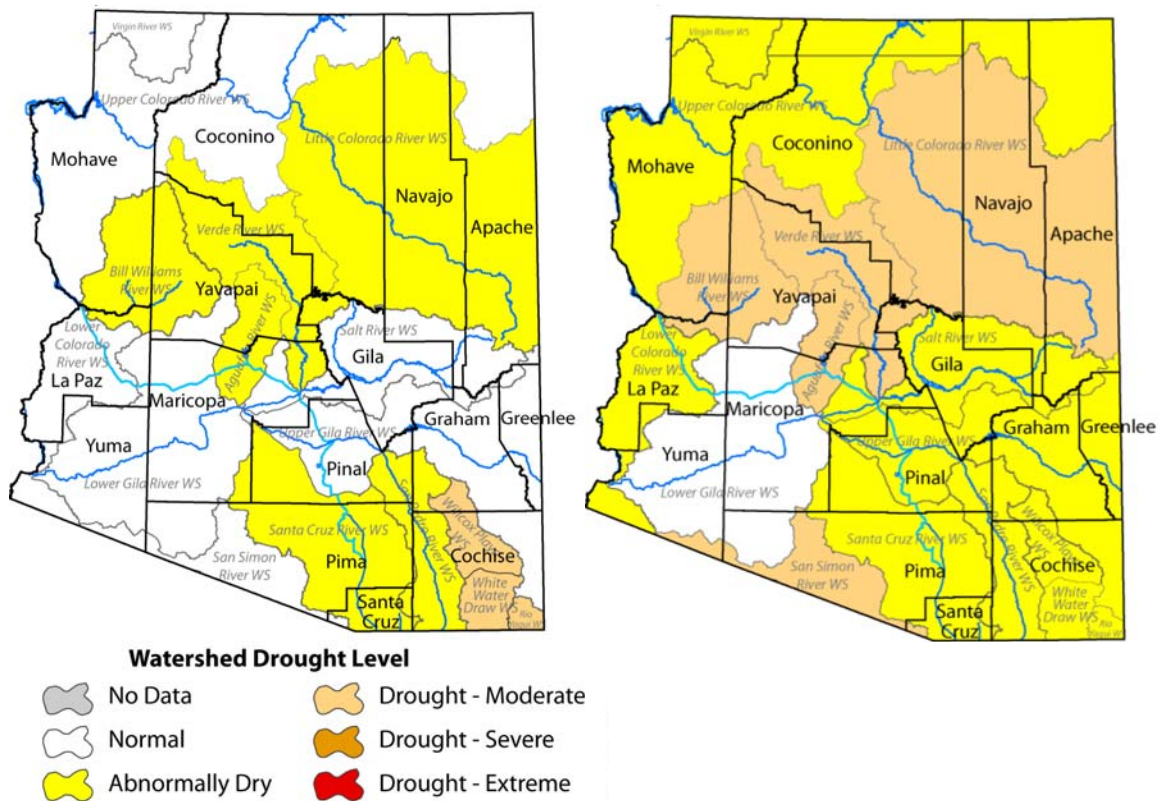 Virgin River WS
Upper Colorado River WS
Coconino
Mohave
Little Colorado River WS
Navajo
Apache
Verde River WS
Bill Williams
River WS
Yavapai
Agua Fria River WS
Lower
Colorado
River WS
Salt River WS
Gila
La Paz
Maricopa
Graham
Greenlee
Yuma
Upper Gila River WS
Pinal
Lower Gila River WS
San Pedro River WS
Santa Cruz River WS
Willcox Playa
WS
Cochise
San Simon
River WS
Pima
White
Water
Draw WS
Santa
Cruz
Rio
Yaqui WS
Virgin River WS
Upper Colorado River WS
Coconino
Mohave
Little Colorado River WS
Navajo
Apache
Verde River WS
Bill Williams
River WS
Yavapai
Agua Fria River WS
Lower
Colorado
River WS
Salt River WS
Gila
La Paz
Maricopa
Graham
Greenlee
Yuma
Upper Gila River WS
Pinal
Lower Gila River WS
San Pedro River WS
Santa Cruz River WS
Willcox Playa
WS
Cochise
San Simon
River WS
Pima
White
Water
Draw WS
Santa
Cruz
Rio
Yaqui WS
Watershed Drought Level
No Data
Normal
Abnormally Dry
Drought - Moderate
Drought - Severe
Drought - Extreme